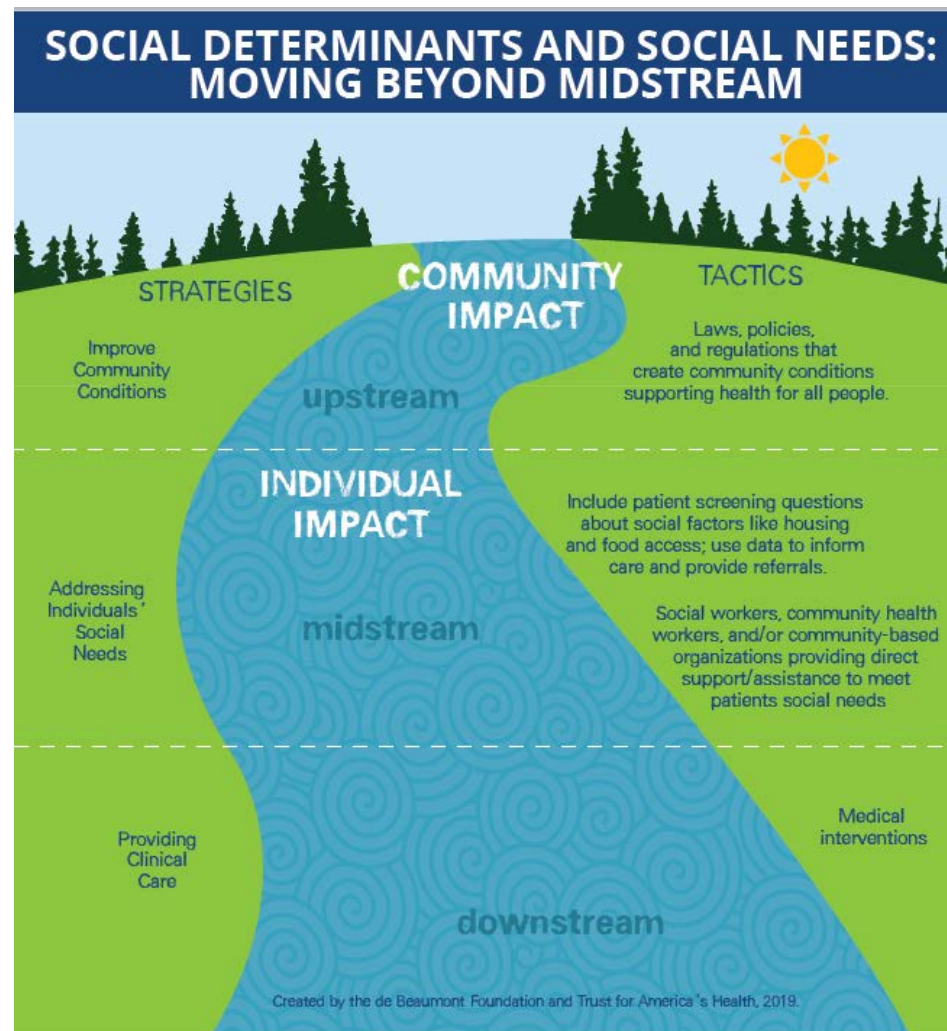 SOCIAL DETERMINANTS AND SOCIAL NEEDS:
MOVING BEYOND MIDSTREAM
STRATEGIES
COMMUNITY
IMPACT
TACTICS
Improve
Community
Conditions
upstream
Laws, policies,
and regulations that
create community conditions
supporting health for all people.
INDIVIDUAL
IMPACT
Addressing
Individuals'
Social
Needs
midstream
Include patient screening questions
about social factors like housing
and food access; use data to inform
care and provide referrals.
Social workers, community health
workers, and/or community-based
organizations providing direct
support/assistance to meet
patients social needs
Providing
Clinical
Care
downstream
Medical
interventions
Created by the de Beaumont Foundation and Trust for America's Health, 2019.